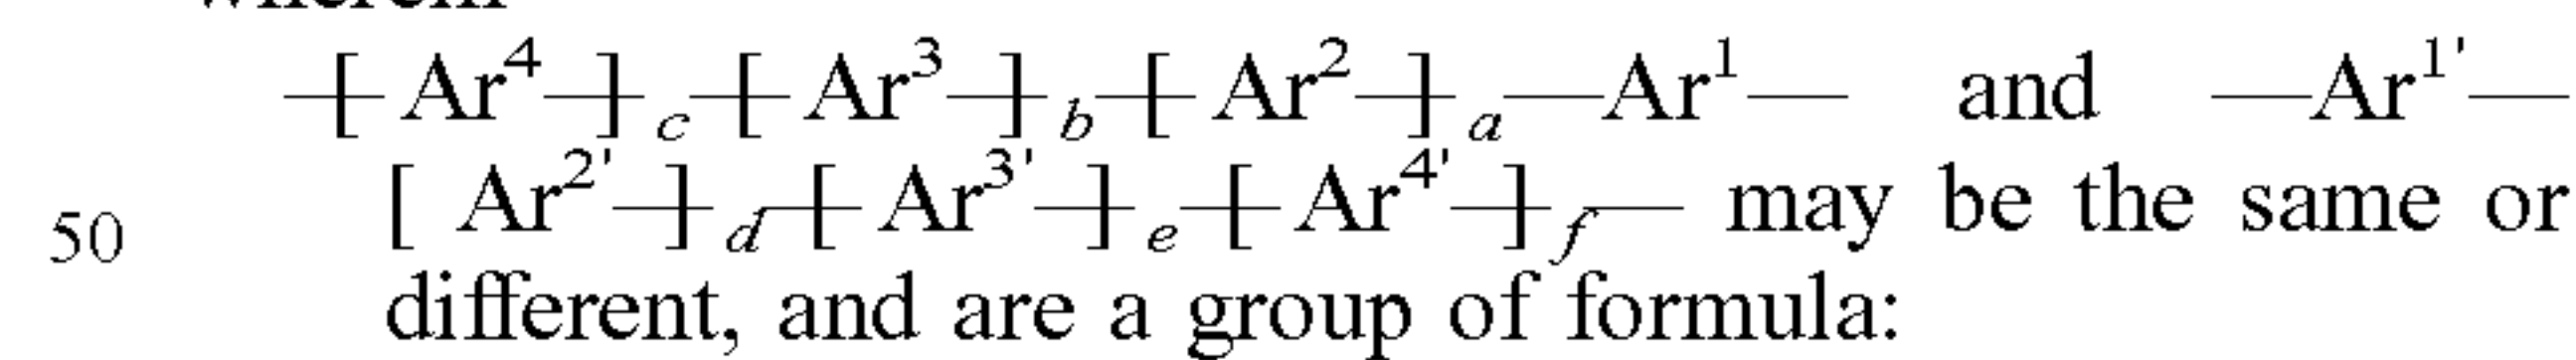 wherein
—[ Ar⁴—]c—[ Ar³—]b—[ Ar²—]a—Ar¹— and —Ar¹'—
50 [ Ar²'—]d—[ Ar³'—]e—[ Ar⁴'—]f— may be the same or
different, and are a group of formula: